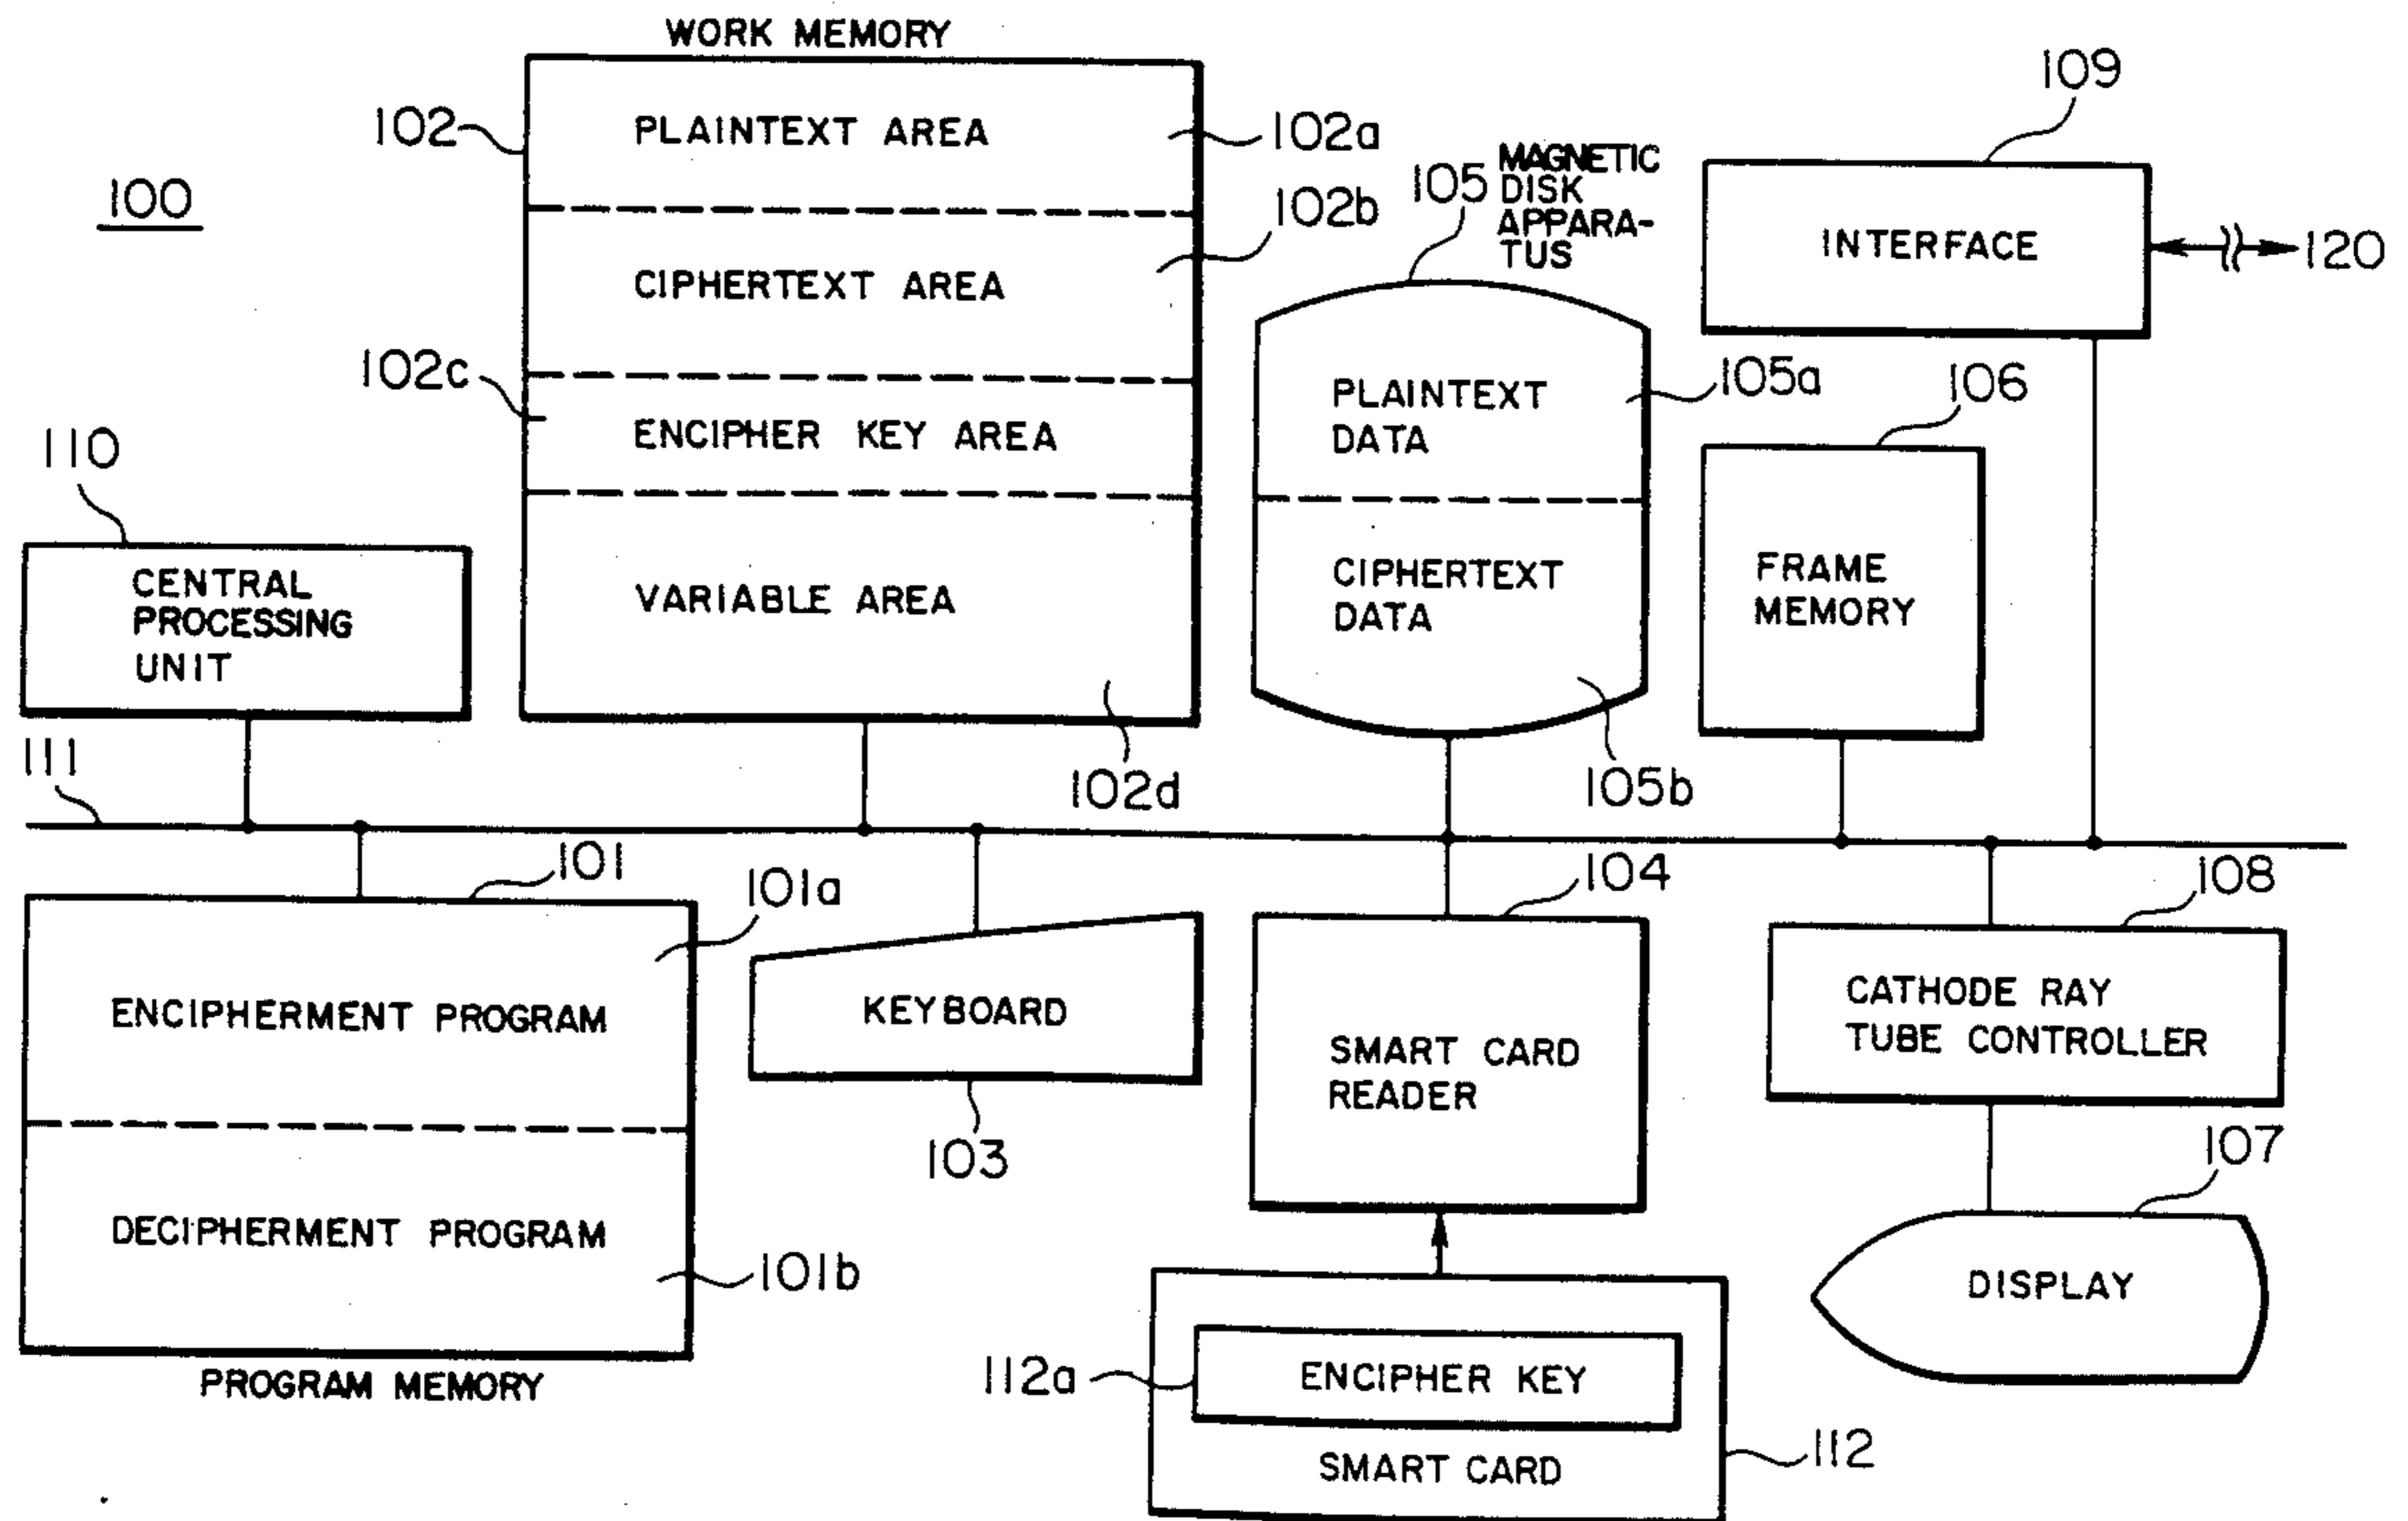 WORK MEMORY
102
PLAINTEXT AREA
102a
102b
CIPHERTEXT AREA
102c
ENCIPHER KEY AREA
VARIABLE AREA
102d
100
110
CENTRAL
PROCESSING
UNIT
105
MAGNETIC
DISK
APPARA-
TUS
PLAINTEXT
DATA
105a
CIPHERTEXT
DATA
105b
109
INTERFACE
120
106
FRAME
MEMORY
111
101
101a
ENCIPHERMENT PROGRAM
DECIPHERMENT PROGRAM
101b
PROGRAM MEMORY
KEYBOARD
103
104
SMART CARD
READER
108
CATHODE RAY
TUBE CONTROLLER
107
DISPLAY
112a
ENCIPHER KEY
SMART CARD
112